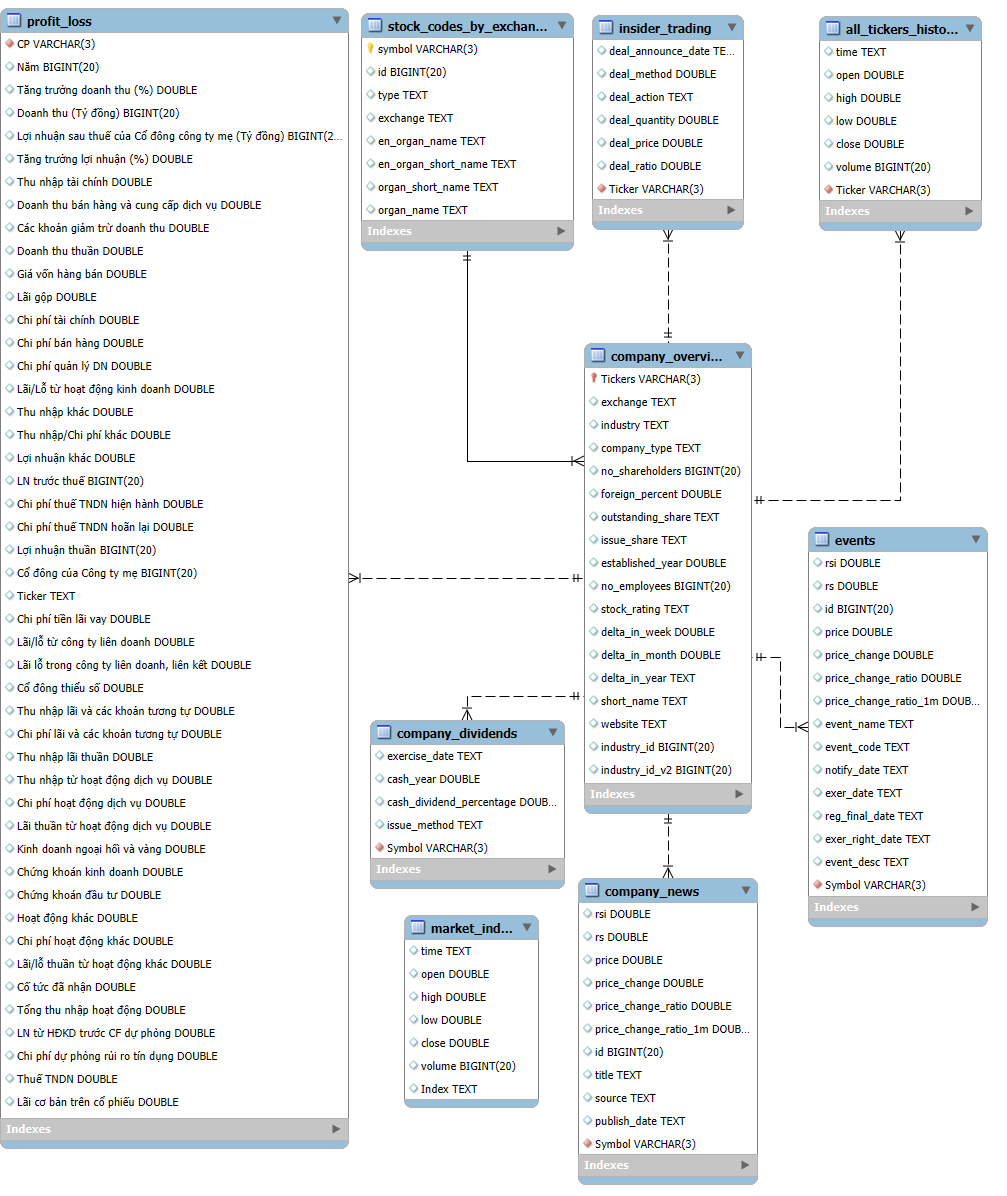 profit_loss
CP VARCHAR(3)
Năm BIGINT(20)
Tăng trưởng doanh thu (%) DOUBLE
Doanh thu (Tỷ đồng) BIGINT(20)
Lợi nhuận sau thuế của Cổ đông công ty mẹ (Tỷ đồng) BIGINT(2...
Tăng trưởng lợi nhuận (%) DOUBLE
Thu nhập tài chính DOUBLE
Doanh thu bán hàng và cung cấp dịch vụ DOUBLE
Các khoản giảm trừ doanh thu DOUBLE
Doanh thu thuần DOUBLE
Giá vốn hàng bán DOUBLE
Lãi gộp DOUBLE
Chi phí tài chính DOUBLE
Chi phí bán hàng DOUBLE
Chi phí quản lý DN DOUBLE
Lãi/Lỗ từ hoạt động kinh doanh DOUBLE
Thu nhập khác DOUBLE
Thu nhập/Chi phí khác DOUBLE
Lợi nhuận khác DOUBLE
LN trước thuế BIGINT(20)
Chi phí thuế TNDN hiện hành DOUBLE
Chi phí thuế TNDN hoãn lại DOUBLE
Lợi nhuận thuần BIGINT(20)
Cổ đông của Công ty mẹ BIGINT(20)
Ticker TEXT
Chi phí tiền lãi vay DOUBLE
Lãi/lỗ từ công ty liên doanh DOUBLE
Lãi lỗ trong công ty liên doanh, liên kết DOUBLE
Cổ đông thiểu số DOUBLE
Thu nhập lãi và các khoản tương tự DOUBLE
Chi phí lãi và các khoản tương tự DOUBLE
Thu nhập lãi thuần DOUBLE
Thu nhập từ hoạt động dịch vụ DOUBLE
Chi phí hoạt động dịch vụ DOUBLE
Lãi thuần từ hoạt động dịch vụ DOUBLE
Kinh doanh ngoại hối và vàng DOUBLE
Chứng khoán kinh doanh DOUBLE
Chứng khoán đầu tư DOUBLE
Hoạt động khác DOUBLE
Chi phí hoạt động khác DOUBLE
Lãi/lỗ thuần từ hoạt động khác DOUBLE
Cố tức đã nhận DOUBLE
Tổng thu nhập hoạt động DOUBLE
LN từ HĐKD trước CF dự phòng DOUBLE
Chi phí dự phòng rủi ro tín dụng DOUBLE
Thuế TNDN DOUBLE
Lãi cơ bản trên cổ phiếu DOUBLE
Indexes
stock_codes_by_exchan...
symbol VARCHAR(3)
id BIGINT(20)
type TEXT
exchange TEXT
en_organ_name TEXT
en_organ_short_name TEXT
organ_short_name TEXT
organ_name TEXT
Indexes
insider_trading
deal_announce_date TE...
deal_method DOUBLE
deal_action TEXT
deal_quantity DOUBLE
deal_price DOUBLE
deal_ratio DOUBLE
Ticker VARCHAR(3)
Indexes
all_tickers_histo...
time TEXT
open DOUBLE
high DOUBLE
low DOUBLE
close DOUBLE
volume BIGINT(20)
Ticker VARCHAR(3)
Indexes
company_overvi...
Tickers VARCHAR(3)
exchange TEXT
industry TEXT
company_type TEXT
no_shareholders BIGINT(20)
foreign_percent DOUBLE
outstanding_share TEXT
issue_share TEXT
established_year DOUBLE
no_employees BIGINT(20)
stock_rating TEXT
delta_in_week DOUBLE
delta_in_month DOUBLE
delta_in_year TEXT
short_name TEXT
website TEXT
industry_id BIGINT(20)
industry_id_v2 BIGINT(20)
Indexes
events
rsi DOUBLE
rs DOUBLE
id BIGINT(20)
price DOUBLE
price_change DOUBLE
price_change_ratio DOUBLE
price_change_ratio_1m DOUB...
event_name TEXT
event_code TEXT
notify_date TEXT
exer_date TEXT
reg_final_date TEXT
exer_right_date TEXT
event_desc TEXT
Symbol VARCHAR(3)
Indexes
company_dividends
exercise_date TEXT
cash_year DOUBLE
cash_dividend_percentage DOUB...
issue_method TEXT
Symbol VARCHAR(3)
Indexes
market_ind...
time TEXT
open DOUBLE
high DOUBLE
low DOUBLE
close DOUBLE
volume BIGINT(20)
Index TEXT
company_news
rsi DOUBLE
rs DOUBLE
price DOUBLE
price_change DOUBLE
price_change_ratio DOUBLE
price_change_ratio_1m DOUB...
id BIGINT(20)
title TEXT
source TEXT
publish_date TEXT
Symbol VARCHAR(3)
Indexes